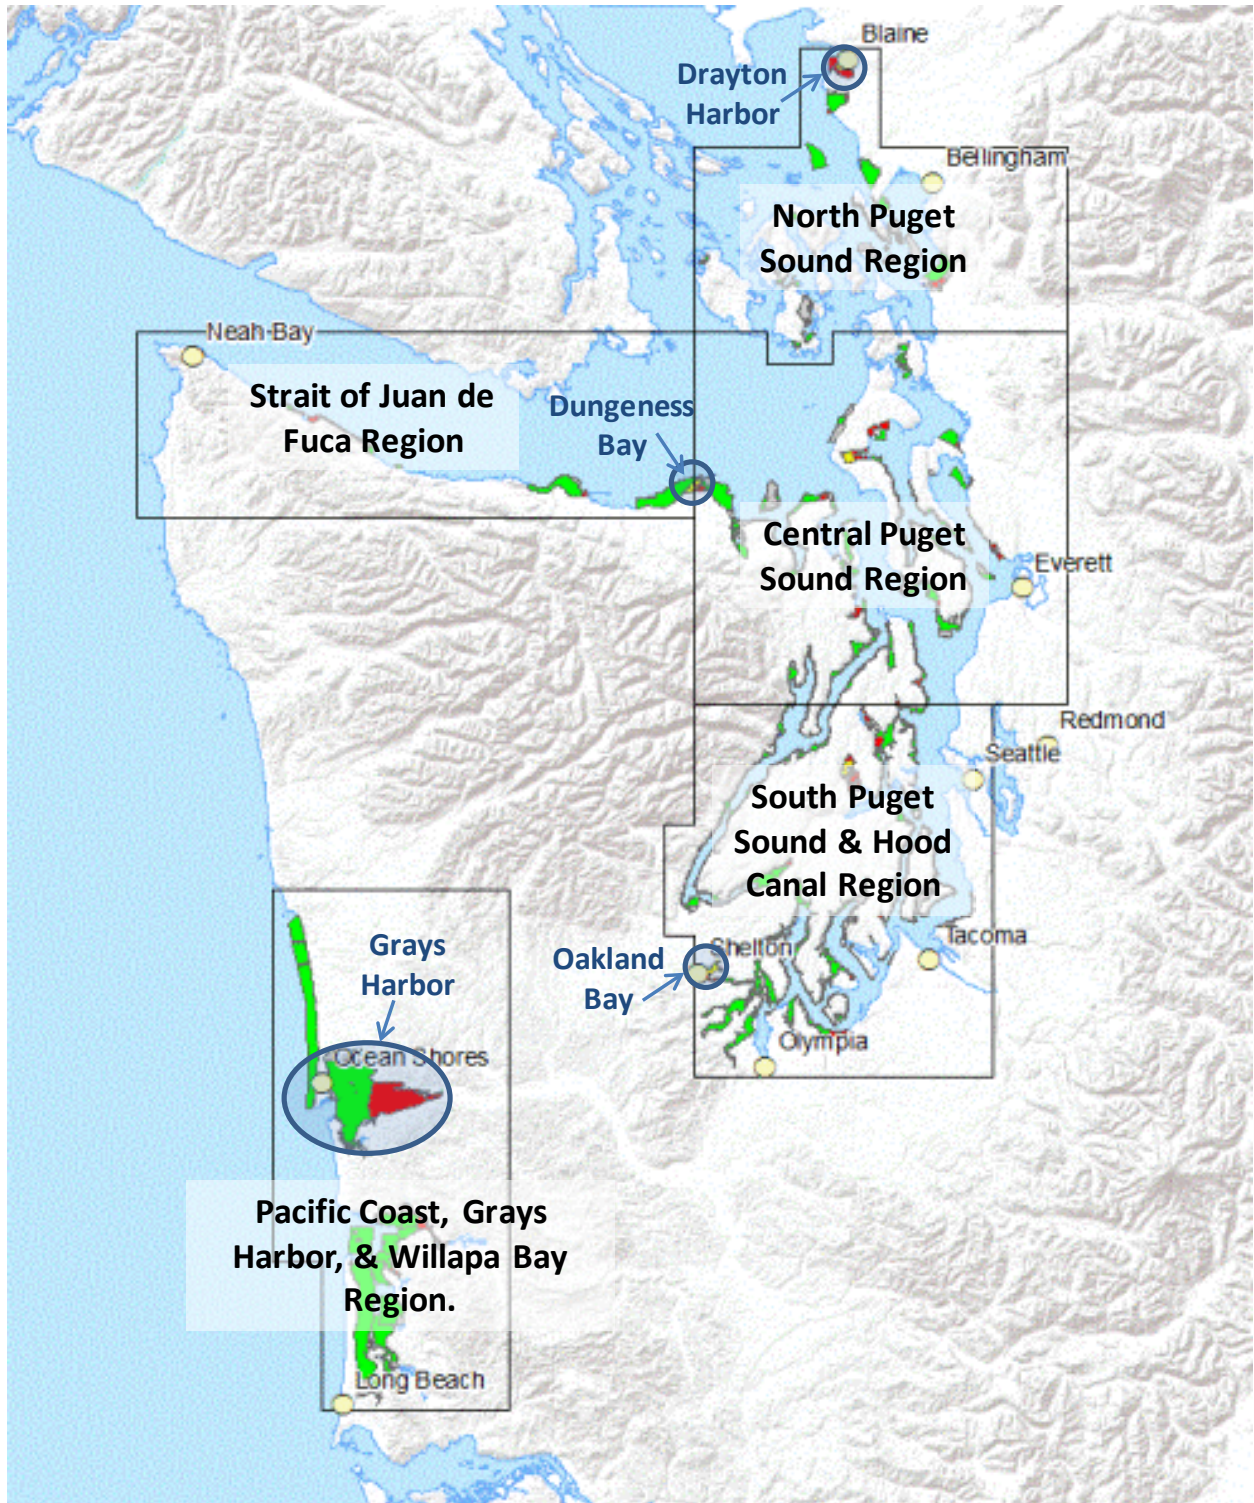 Blaine
Drayton
Harbor
Bellingham
North Puget
Sound Region
Neah Bay
Strait of Juan de
Fuca Region
Dungeness
Bay
Central Puget
Sound Region
Everett
Redmond
Seattle
South Puget
Sound & Hood
Canal Region
Tacoma
Grays
Harbor
Oakland
Bay
Shelton
Olympia
Ocean Shores
Pacific Coast, Grays
Harbor, & Willapa Bay
Region.
Long Beach